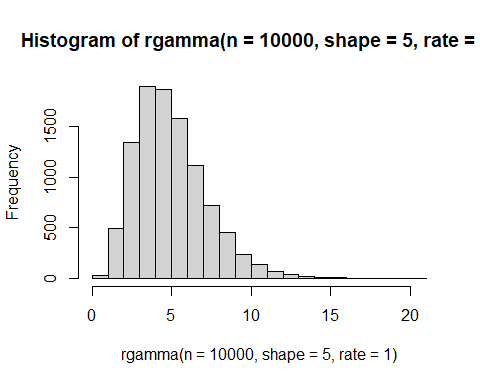 Histogram of rgamma(n = 10000, shape = 5, rate =
Frequency
1500
1000
500
0
0 5 10 15 20
rgamma(n = 10000, shape = 5, rate = 1)